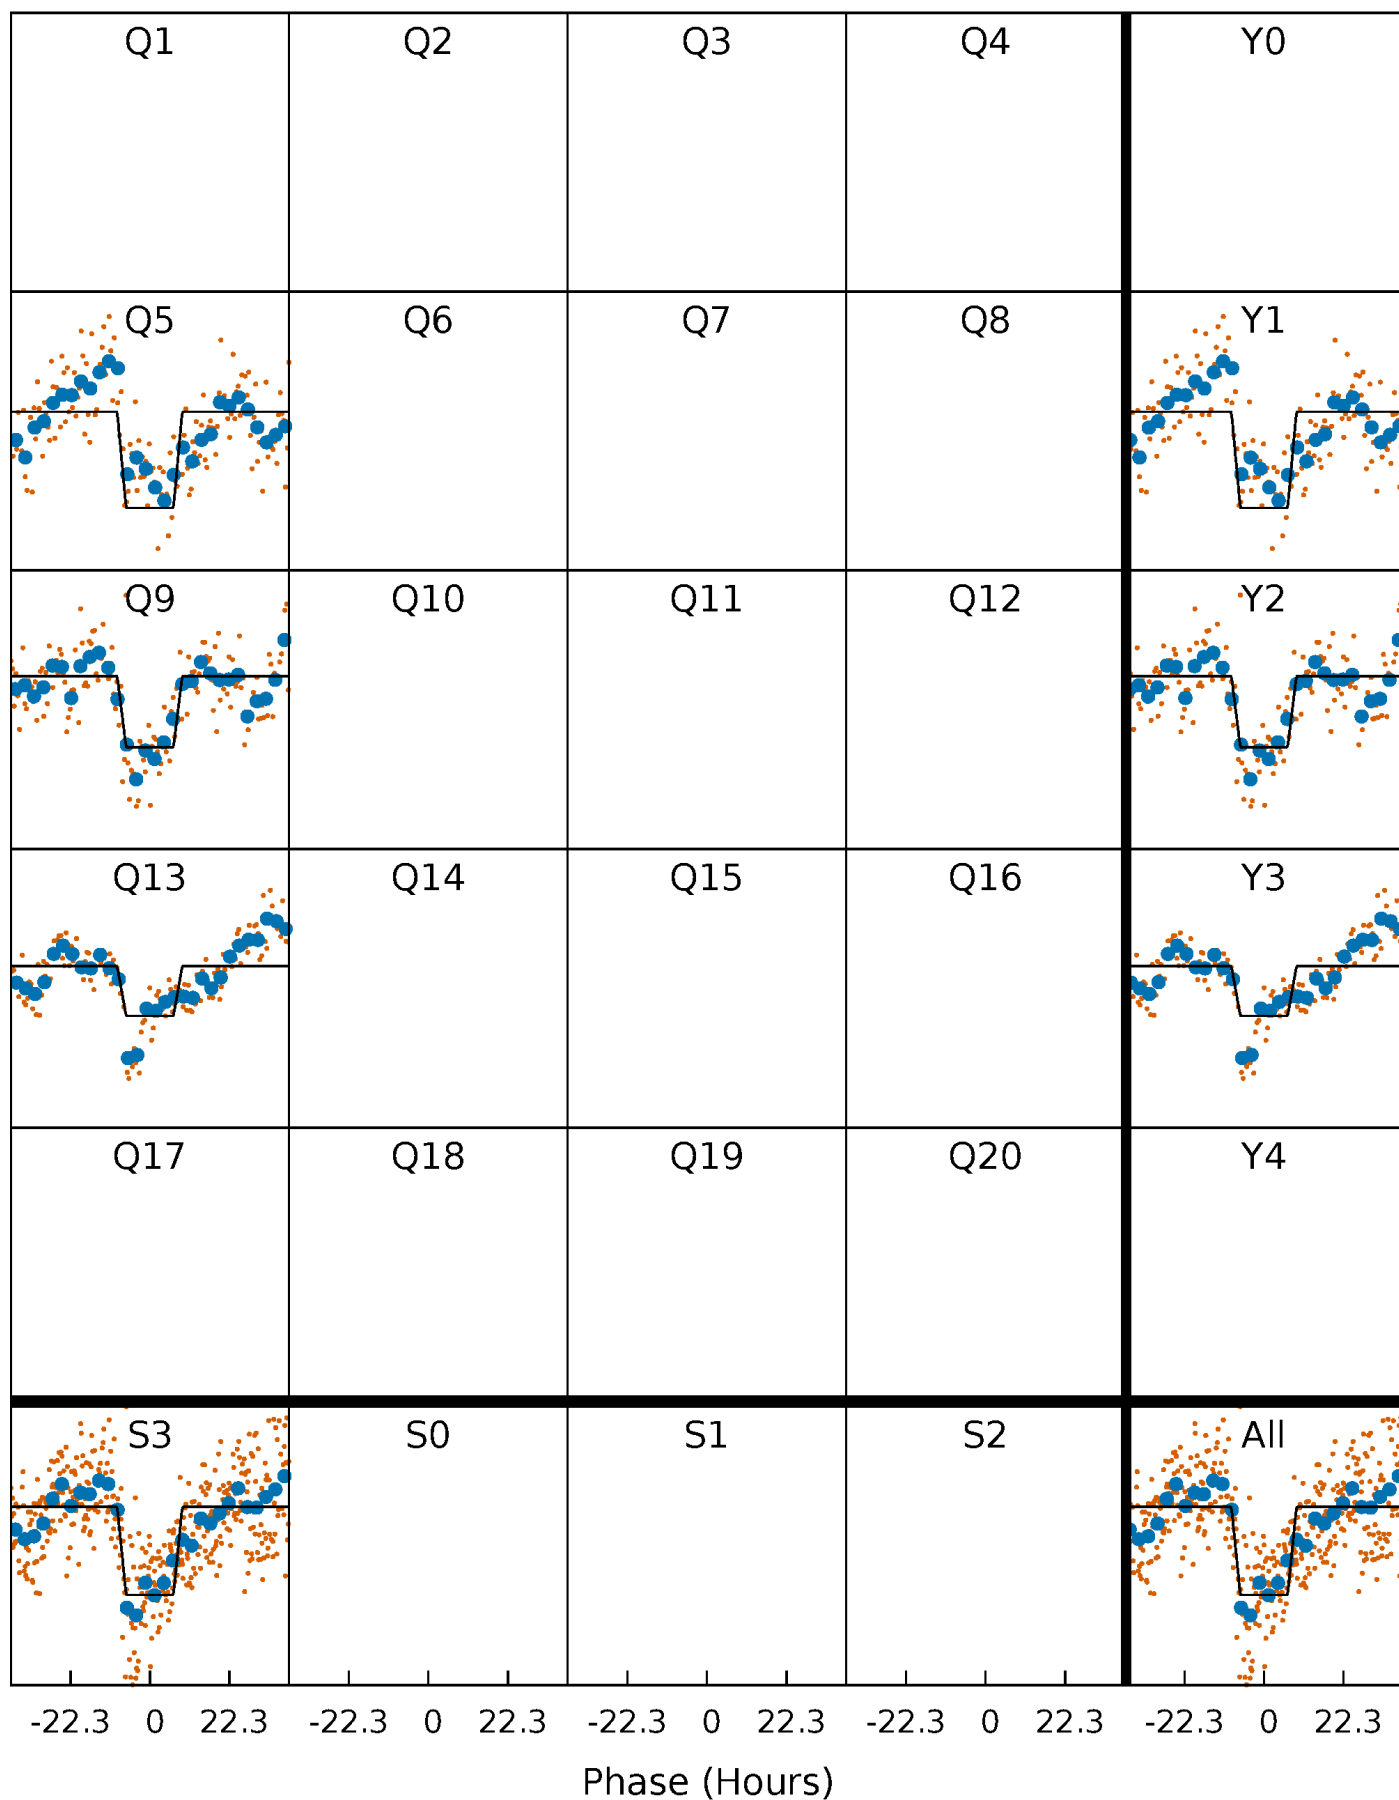 Q1 Q2 Q3 Q4 Y0
Q5 Q6 Q7 Q8 Y1
Q9 Q10 Q11 Q12 Y2
Q13 Q14 Q15 Q16 Y3
Q17 Q18 Q19 Q20 Y4
S3 S0 S1 S2 All
-22.3 0 22.3 -22.3 0 22.3 -22.3 0 22.3 -22.3 0 22.3 -22.3 0 22.3
Phase (Hours)